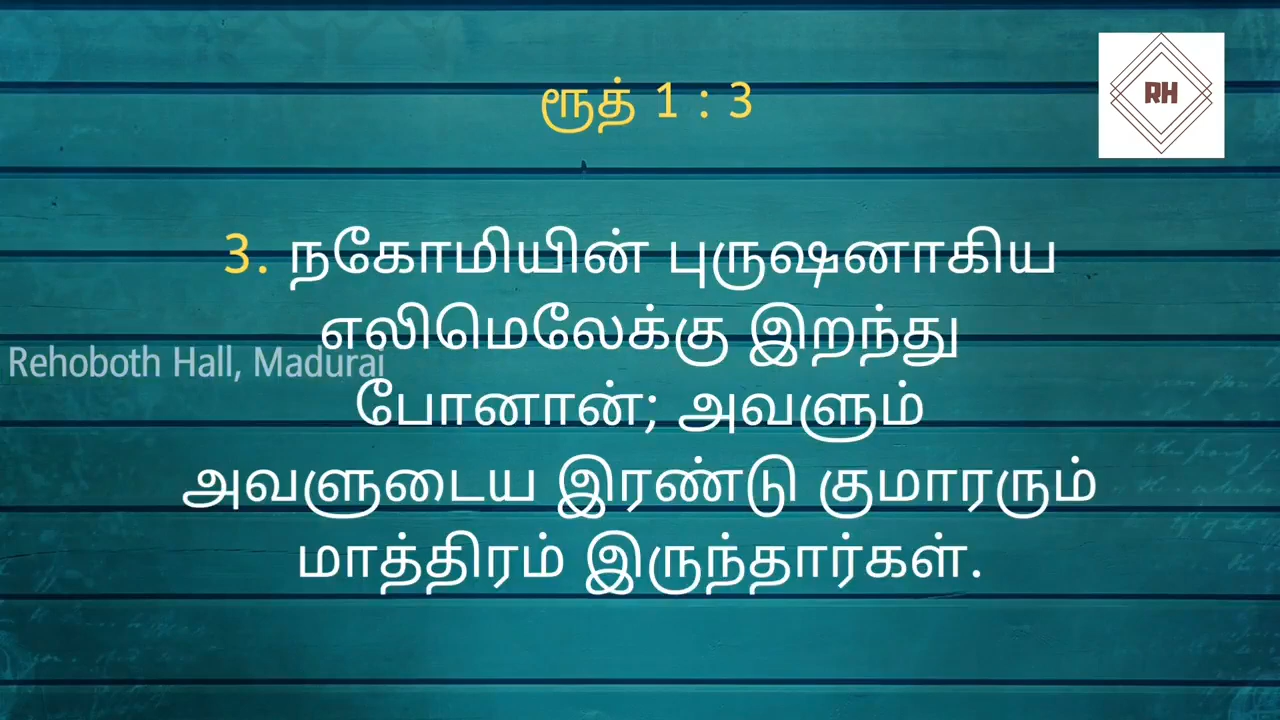 ரூத் 1 : 3
RH
3. நகோமியின் புருஷனாகிய
எலிமெலேக்கு இறந்து
Rehoboth Hall, Madurai
போனான்; அவளும்
அவளுடைய இரண்டு குமாரரும்
மாத்திரம் இருந்தார்கள்.